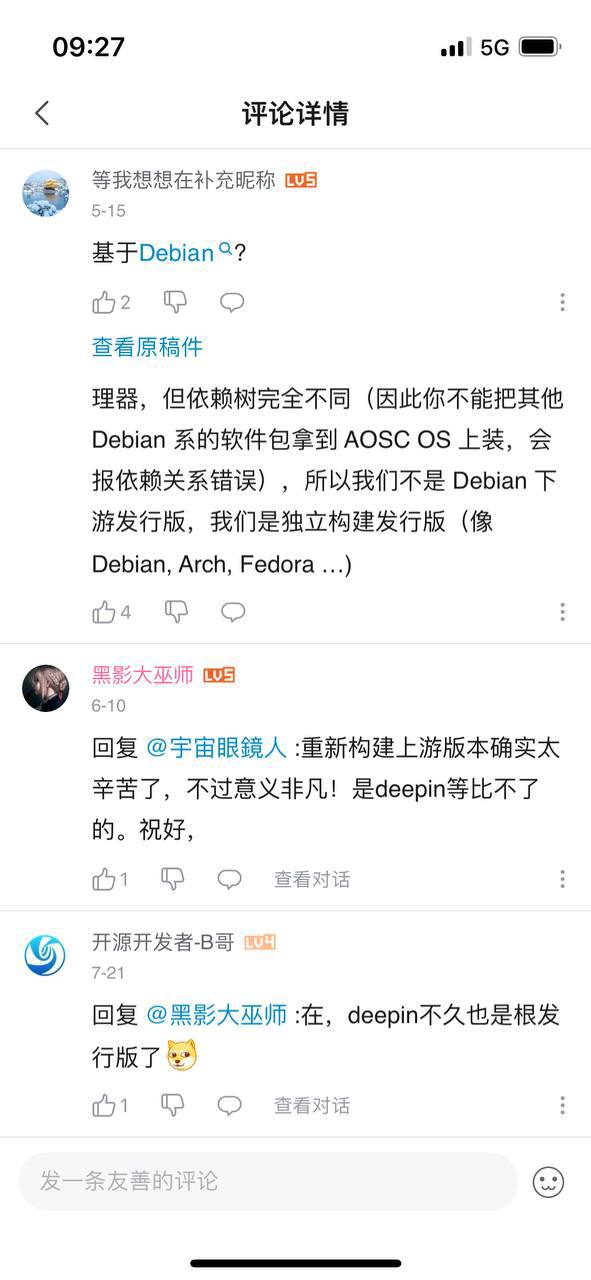 09:27
5G
评论详情
等我想想在补充昵称 LV5
5-15
基于Debian?
2
查看原稿件
理器，但依赖树完全不同（因此你不能把其他
Debian 系的软件包拿到 AOSC OS 上装，会
报依赖关系错误），所以我们不是 Debian 下
游发行版，我们是独立构建发行版（像
Debian, Arch, Fedora …)
4
黑影大巫师 LV5
6-10
回复 @宇宙眼鏡人 :重新构建上游版本确实太
辛苦了，不过意义非凡！是deepin等比不了
的。祝好，
1 查看对话
开源开发者-B哥 LV4
7-21
回复 @黑影大巫师 :在，deepin不久也是根发
行版了
1 查看对话
发一条友善的评论